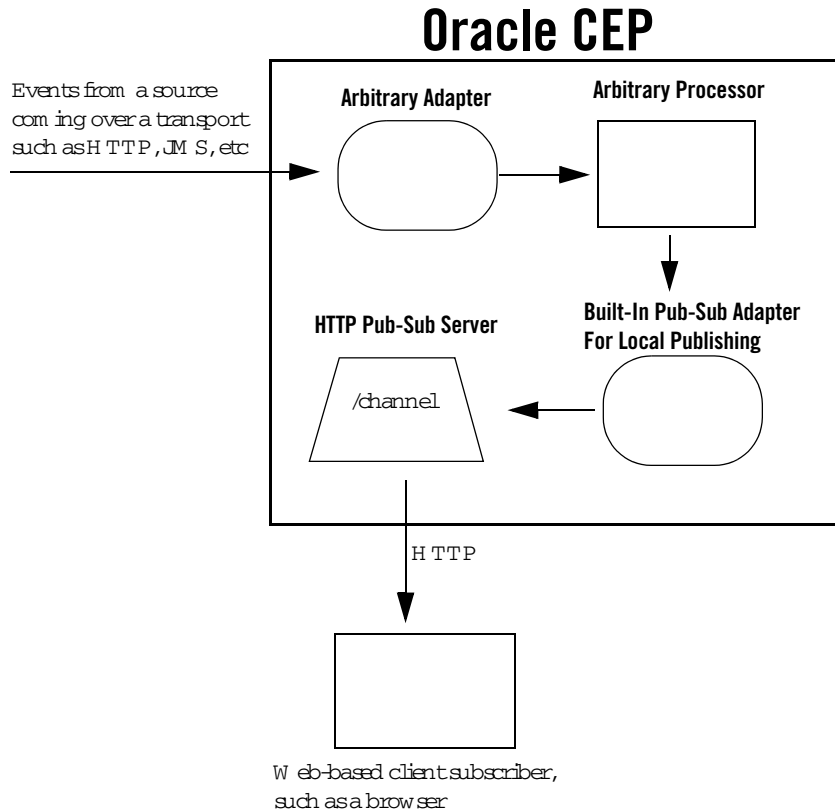 Oracle CEP
Events from a source
coming over a transport
such as HTTP, JMS, etc
Arbitrary Adapter
Arbitrary Processor
HTTP Pub-Sub Server
Built-In Pub-Sub Adapter
For Local Publishing
/channel
HTTP
Web-based client subscriber,
such as a browser